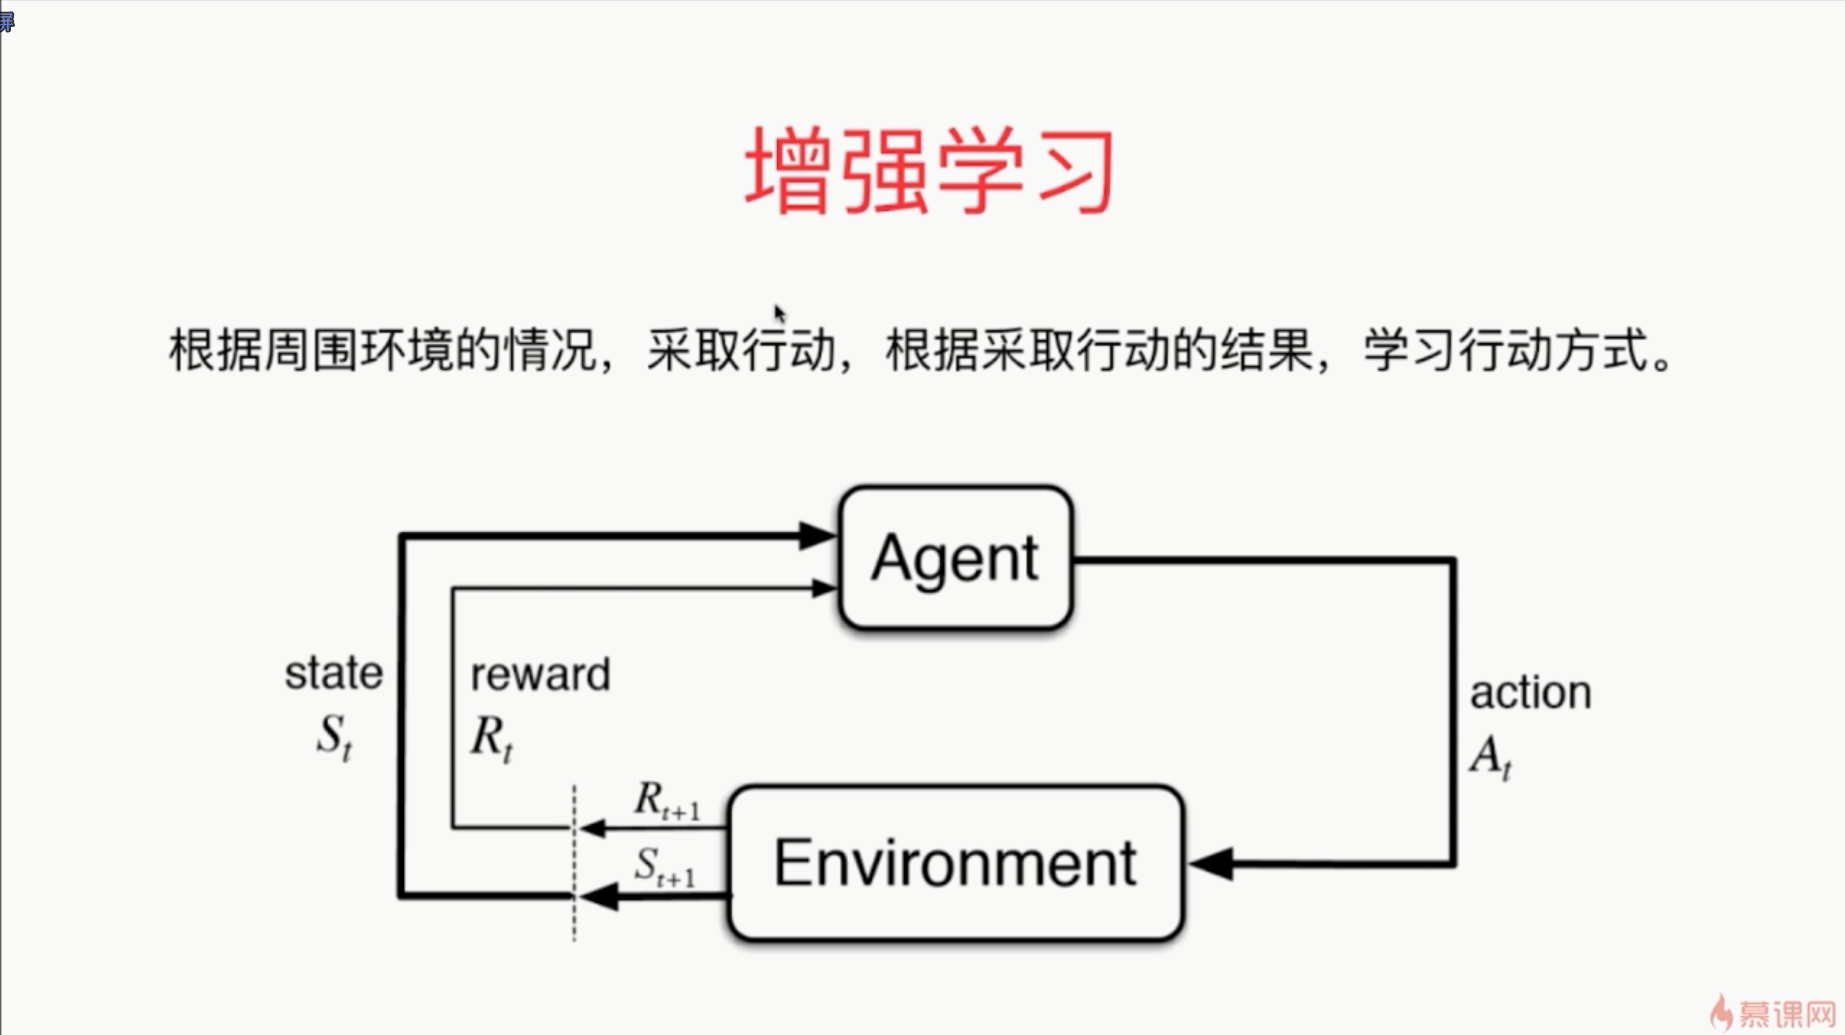 屏
增强学习
根据周围环境的情况，采取行动，根据采取行动的结果，学习行动方式。
Agent
state
S_t
reward
R_t
action
A_t
R_{t+1}
S_{t+1}
Environment
慕课网